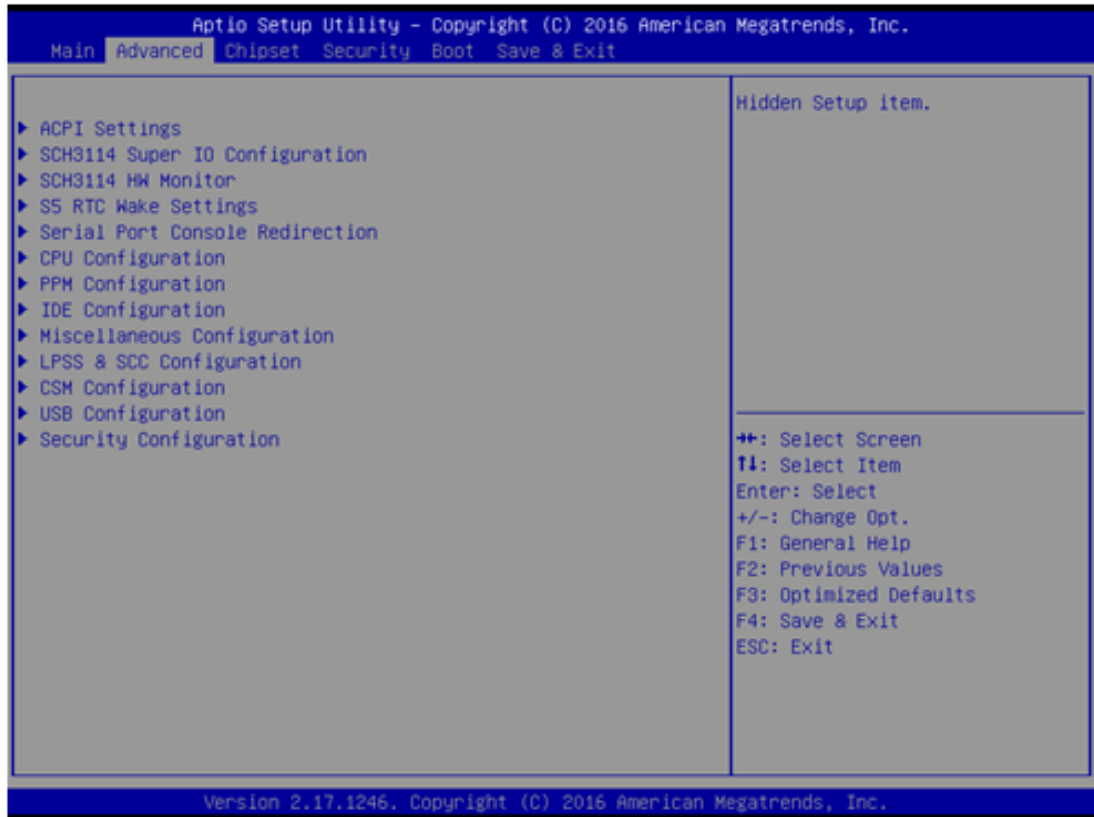 Aptio Setup Utility – Copyright (C) 2016 American Megatrends, Inc.
Main Advanced Chipset Security Boot Save & Exit
Hidden Setup item.
▶ ACPI Settings
▶ SCH3114 Super IO Configuration
▶ SCH3114 HW Monitor
▶ S5 RTC Wake Settings
▶ Serial Port Console Redirection
▶ CPU Configuration
▶ PPM Configuration
▶ IDE Configuration
▶ Miscellaneous Configuration
▶ LPSS & SCC Configuration
▶ CSM Configuration
▶ USB Configuration
▶ Security Configuration
→←: Select Screen
↑↓: Select Item
Enter: Select
+/-: Change Opt.
F1: General Help
F2: Previous Values
F3: Optimized Defaults
F4: Save & Exit
ESC: Exit
Version 2.17.1246. Copyright (C) 2016 American Megatrends, Inc.